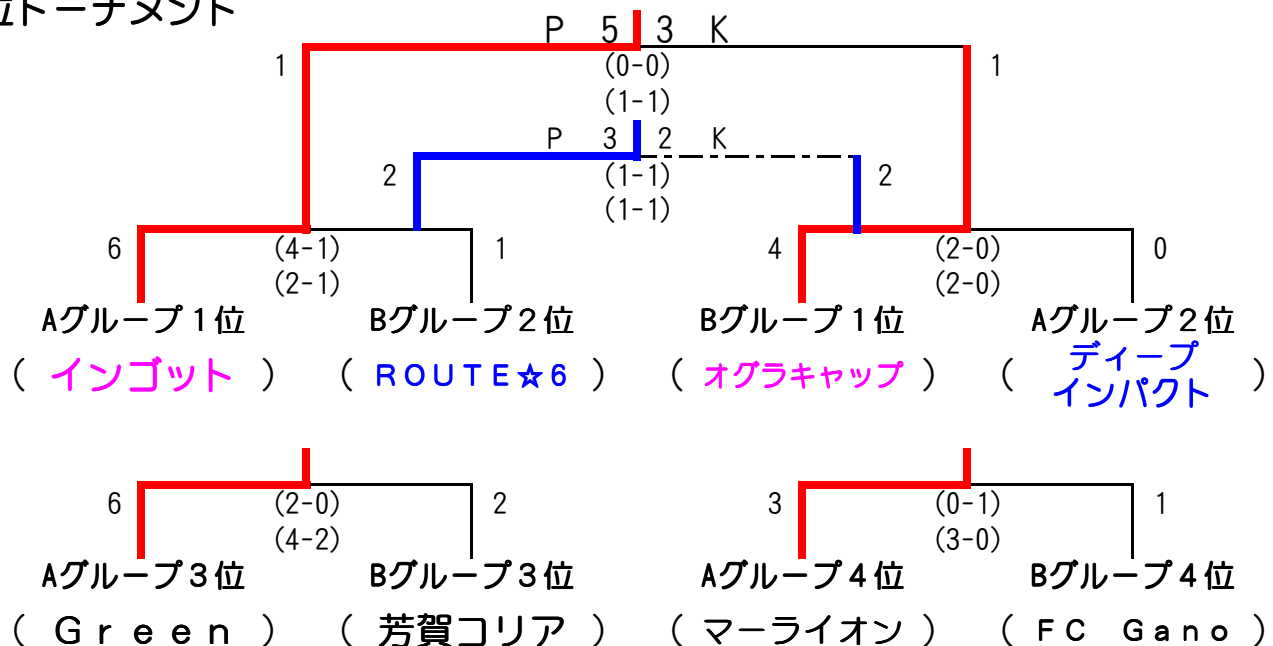 位トーナメント
P 5 3 K
1 (0-0) 1
(1-1)
P 3 2 K
2 (1-1) 2
(1-1)
6 (4-1) 1 4 (2-0) 0
(2-1) (2-0)
Aグループ1位 Bグループ2位 Bグループ1位 Aグループ2位
( インゴット ) ( ROUTE☆6 ) ( オグラキャップ ) ( ディープ
インパクト )
6 (2-0) 2 3 (0-1) 1
(4-2) (3-0)
Aグループ3位 Bグループ3位 Aグループ4位 Bグループ4位
( Green ) ( 芳賀コリア ) ( マーライオン ) ( FC Gano )